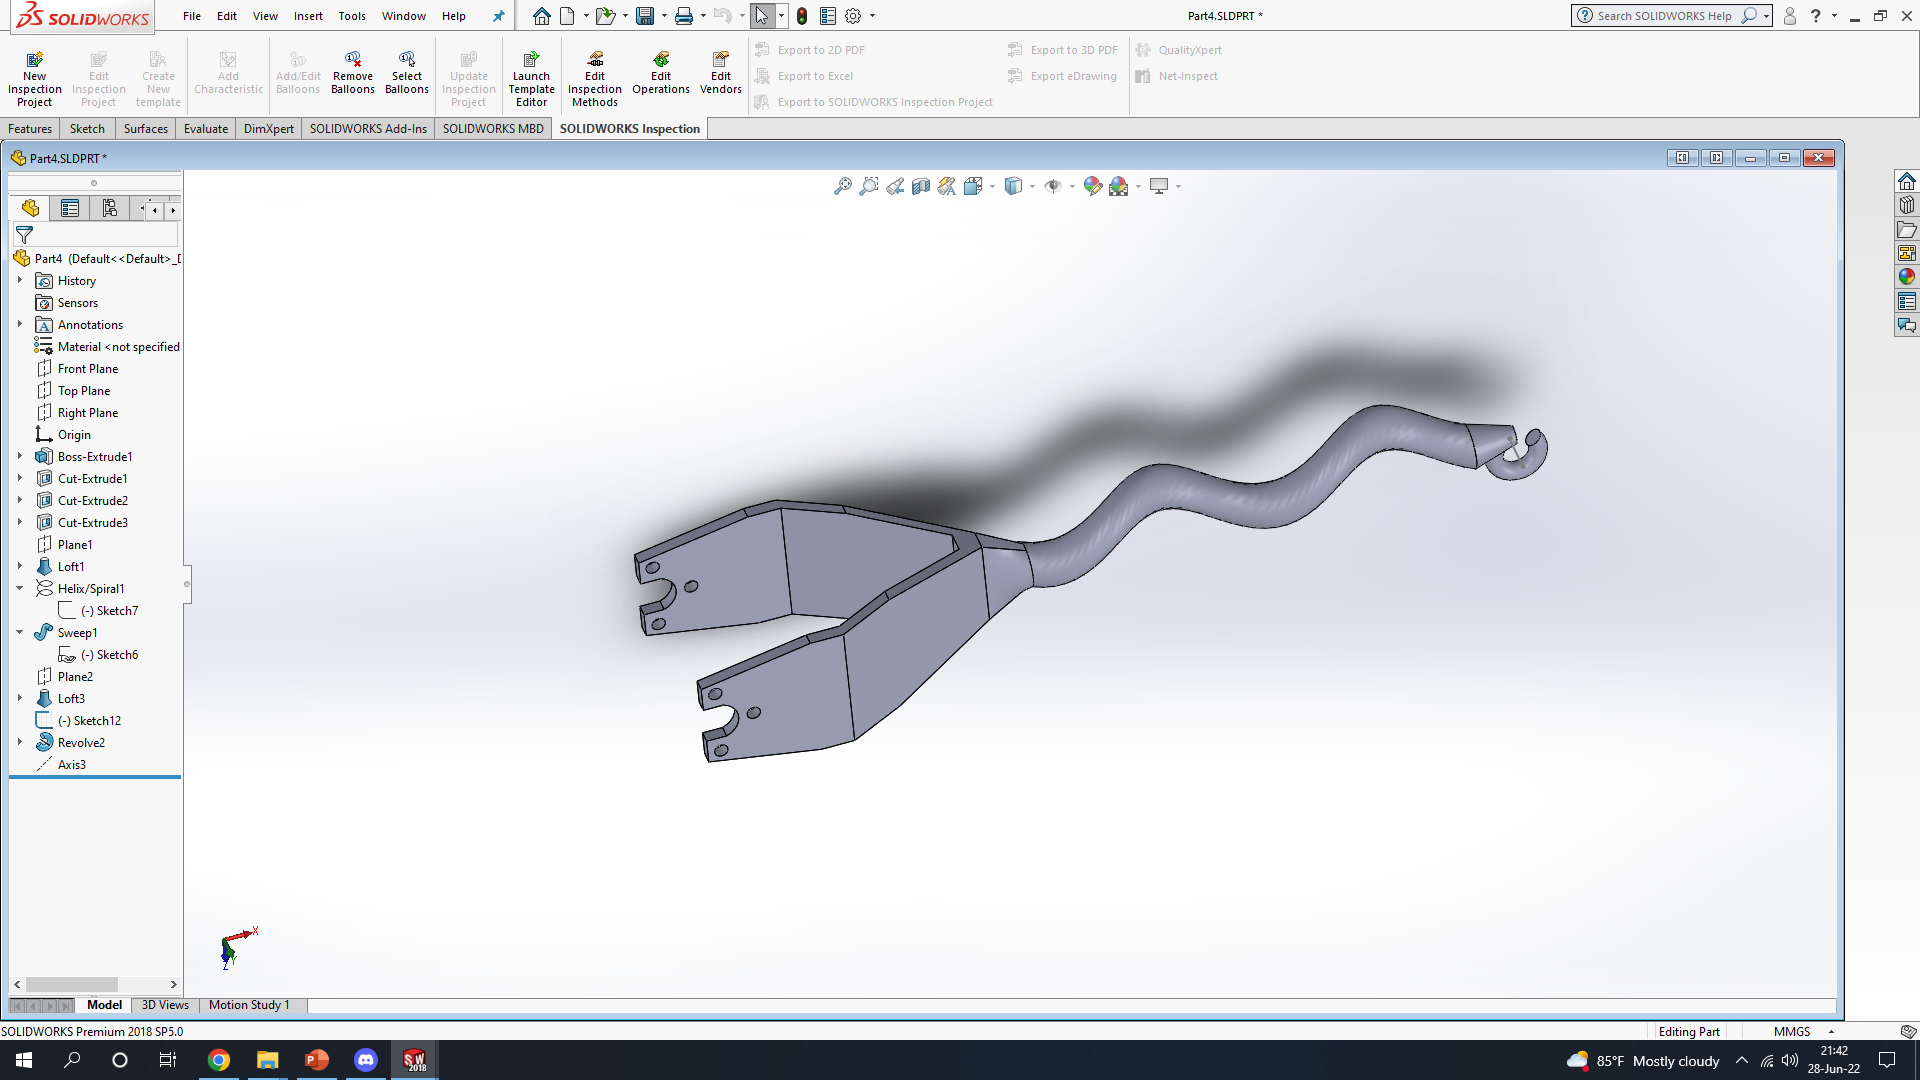 SOLIDWORKS
File Edit View Insert Tools Window Help
Part4.SLDPRT *
Search SOLIDWORKS Help
New Inspection Project
Edit Inspection Project
Create New template
Add Characteristic
Add/Edit Balloons
Remove Balloons
Select Balloons
Update Inspection Project
Launch Template Editor
Edit Inspection Methods
Edit Operations
Edit Vendors
Export to 2D PDF
Export to Excel
Export to SOLIDWORKS Inspection Project
Export to 3D PDF
Export eDrawing
QualityXpert
Net-Inspect
Features Sketch Surfaces Evaluate DimXpert SOLIDWORKS Add-Ins SOLIDWORKS MBD SOLIDWORKS Inspection
Part4.SLDPRT *
Part4 (Default<<Default>_D
History
Sensors
Annotations
Material <not specified
Front Plane
Top Plane
Right Plane
Origin
Boss-Extrude1
Cut-Extrude1
Cut-Extrude2
Cut-Extrude3
Plane1
Loft1
Helix/Spiral1
(-) Sketch7
Sweep1
(-) Sketch6
Plane2
Loft3
(-) Sketch12
Revolve2
Axis3
X
Y
Z
Model 3D Views Motion Study 1
SOLIDWORKS Premium 2018 SP5.0
Editing Part
MMGS
SW 2018
85°F Mostly cloudy
21:42
28-Jun-22